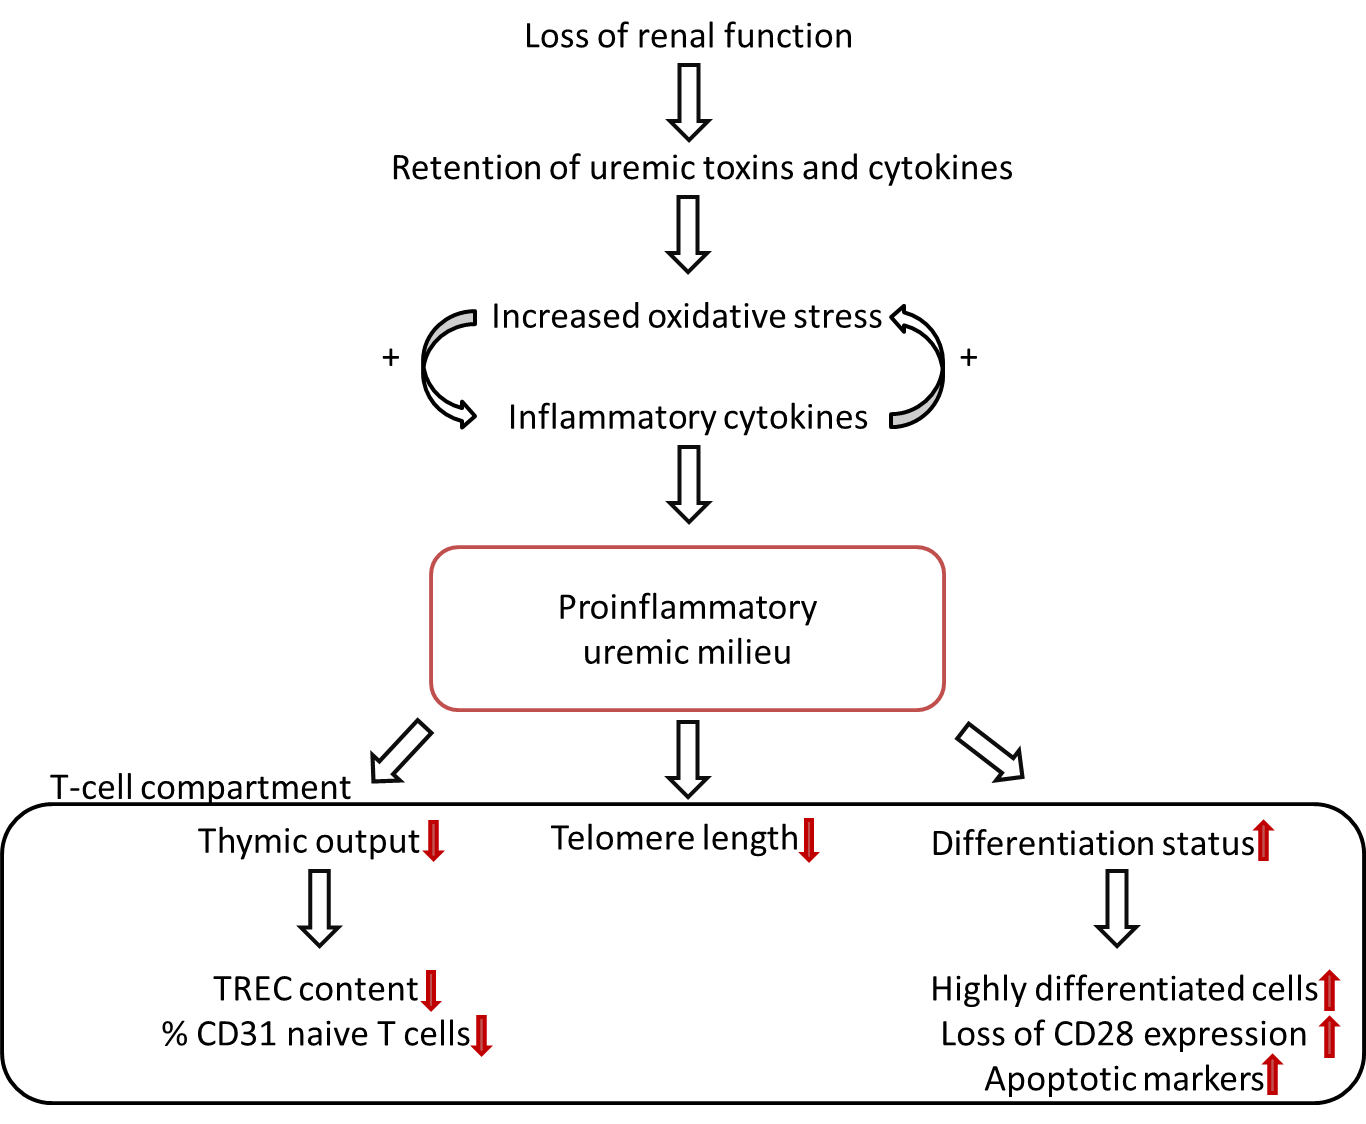 Loss of renal function
Retention of uremic toxins and cytokines
Increased oxidative stress
+
+
Inflammatory cytokines
Proinflammatory
uremic milieu
T-cell compartment
Thymic output
Telomere length
Differentiation status
TREC content
% CD31 naive T cells
Highly differentiated cells
Loss of CD28 expression
Apoptotic markers